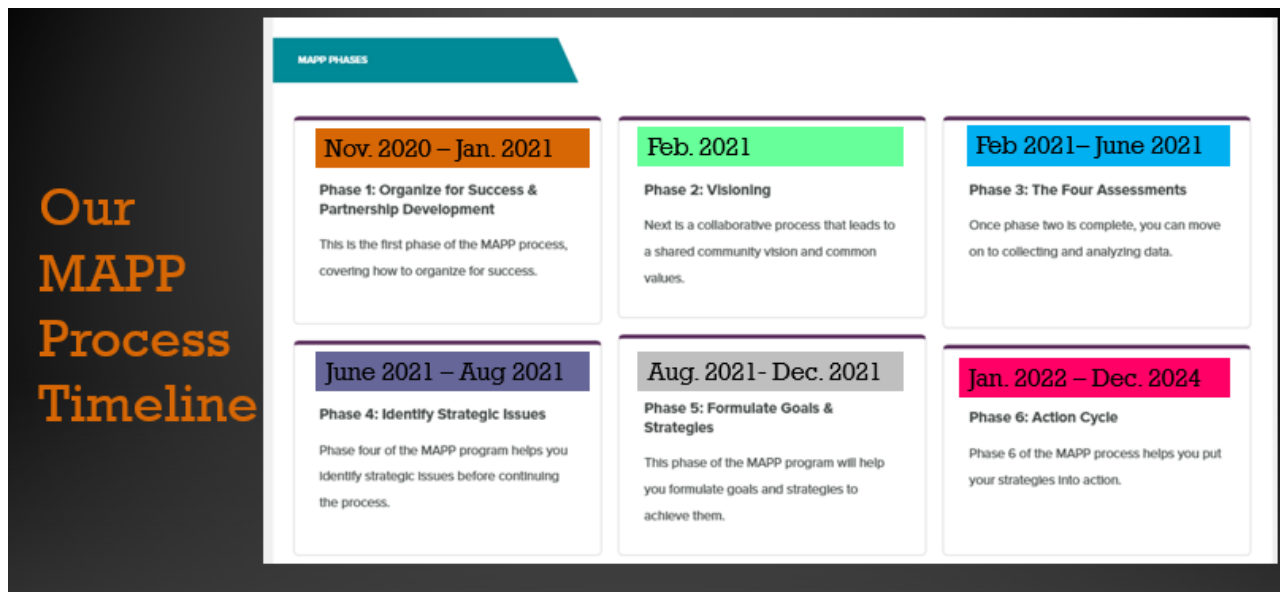 Our
MAPP
Process
Timeline
MAPP PHASES
Nov. 2020 – Jan. 2021
Phase 1: Organize for Success &
Partnership Development
This is the first phase of the MAPP process,
covering how to organize for success.
Feb. 2021
Phase 2: Visioning
Next is a collaborative process that leads to
a shared community vision and common
values.
Feb 2021– June 2021
Phase 3: The Four Assessments
Once phase two is complete, you can move
on to collecting and analyzing data.
June 2021 – Aug 2021
Phase 4: Identify Strategic Issues
Phase four of the MAPP program helps you
identify strategic issues before continuing
the process.
Aug. 2021- Dec. 2021
Phase 5: Formulate Goals &
Strategies
This phase of the MAPP program will help
you formulate goals and strategies to
achieve them.
Jan. 2022 – Dec. 2024
Phase 6: Action Cycle
Phase 6 of the MAPP process helps you put
your strategies into action.